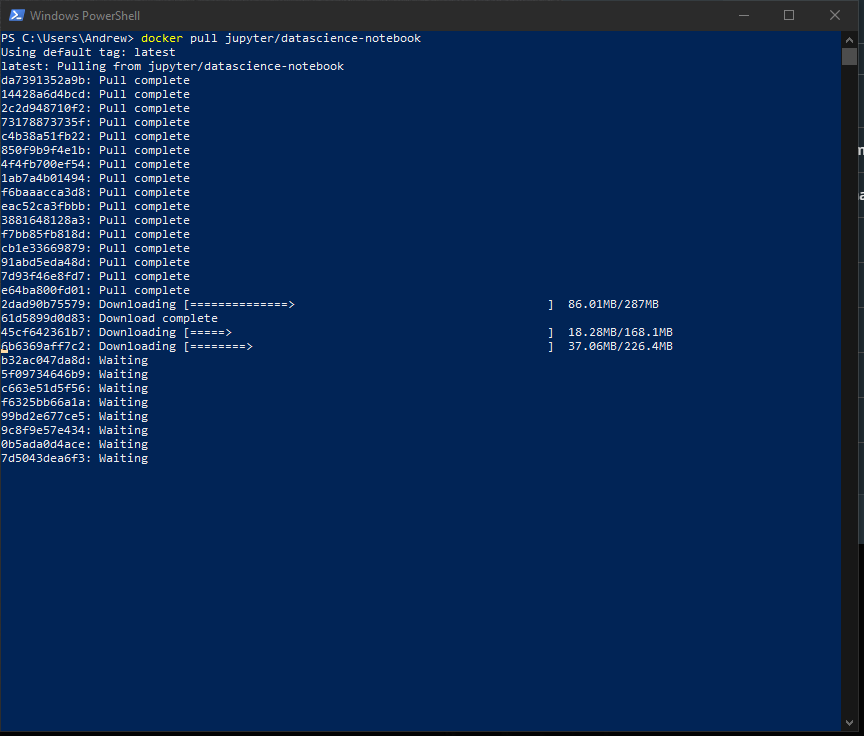 Windows PowerShell
PS C:\Users\Andrew> docker pull jupyter/datascience-notebook
Using default tag: latest
latest: Pulling from jupyter/datascience-notebook
da7391352a9b: Pull complete
14428a6d4bcd: Pull complete
2c2d948710f2: Pull complete
73178873735f: Pull complete
c4b38a51fb22: Pull complete
850f9b9f4e1b: Pull complete
4f4fb700ef54: Pull complete
1ab7a4b01494: Pull complete
f6baaacca3d8: Pull complete
eac52ca3fbbb: Pull complete
3881648128a3: Pull complete
f7bb85fb818d: Pull complete
cb1e33669879: Pull complete
91abd5eda48d: Pull complete
7d93f46e8fd7: Pull complete
e64ba800fd01: Pull complete
2dad90b75579: Downloading [==============>                                    ]  86.01MB/287MB
61d5899d0d83: Download complete
45cf642361b7: Downloading [=====>                                             ]  18.28MB/168.1MB
6b6369aff7c2: Downloading [========>                                          ]  37.06MB/226.4MB
b32ac047da8d: Waiting
5f09734646b9: Waiting
c663e51d5f56: Waiting
f6325bb66a1a: Waiting
99bd2e677ce5: Waiting
9c8f9e57e434: Waiting
0b5ada0d4ace: Waiting
7d5043dea6f3: Waiting